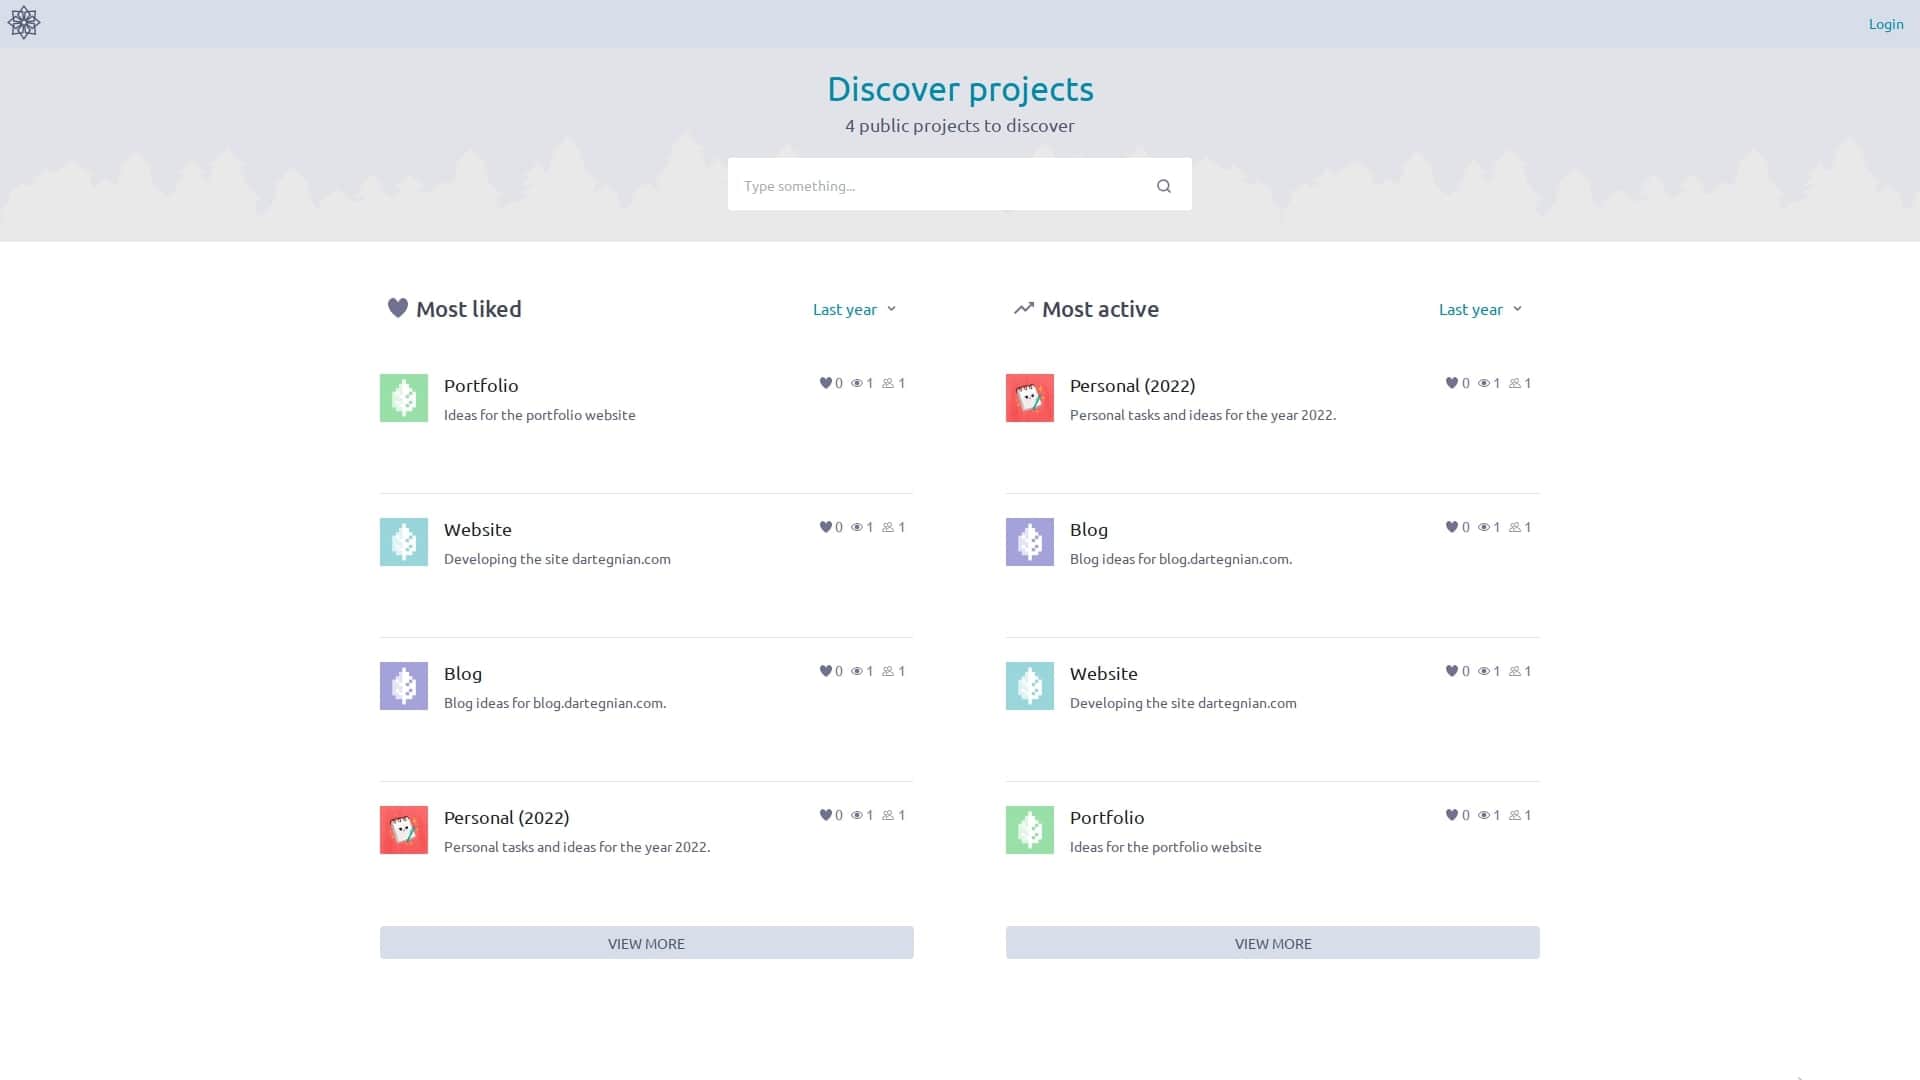 Login
Discover projects
4 public projects to discover
Type something...
Most liked
Last year
Portfolio
0 1 1
Ideas for the portfolio website
Website
0 1 1
Developing the site dartegnian.com
Blog
0 1 1
Blog ideas for blog.dartegnian.com.
Personal (2022)
0 1 1
Personal tasks and ideas for the year 2022.
VIEW MORE
Most active
Last year
Personal (2022)
0 1 1
Personal tasks and ideas for the year 2022.
Blog
0 1 1
Blog ideas for blog.dartegnian.com.
Website
0 1 1
Developing the site dartegnian.com
Portfolio
0 1 1
Ideas for the portfolio website
VIEW MORE